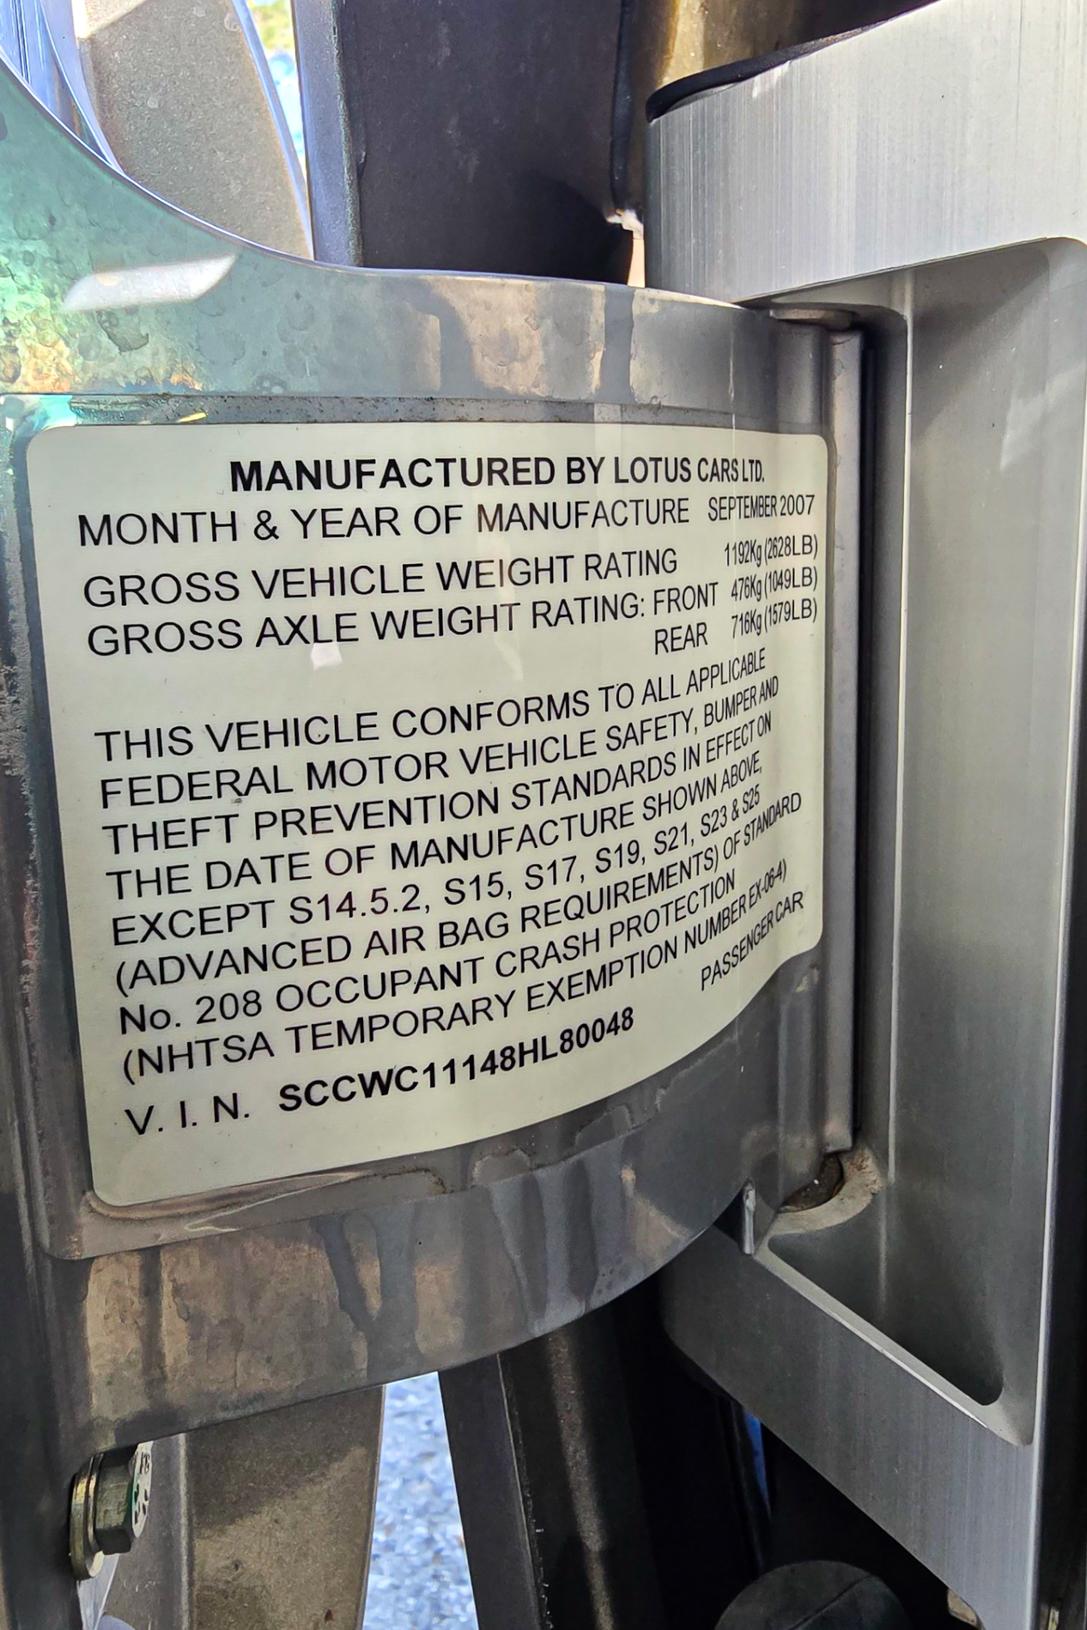 MANUFACTURED BY LOTUS CARS LTD.
MONTH & YEAR OF MANUFACTURE SEPTEMBER 2007
GROSS VEHICLE WEIGHT RATING 1192Kg (2628LB)
GROSS AXLE WEIGHT RATING: FRONT 476Kg (1049LB)
REAR 716Kg (1579LB)
THIS VEHICLE CONFORMS TO ALL APPLICABLE
FEDERAL MOTOR VEHICLE SAFETY, BUMPER AND
THEFT PREVENTION STANDARDS IN EFFECT ON
THE DATE OF MANUFACTURE SHOWN ABOVE,
EXCEPT S14.5.2, S15, S17, S19, S21, S23 & S25
(ADVANCED AIR BAG REQUIREMENTS) OF STANDARD
No. 208 OCCUPANT CRASH PROTECTION
(NHTSA TEMPORARY EXEMPTION NUMBER EX-06-4)
PASSENGER CAR
V. I. N. SCCWC11148HL80048